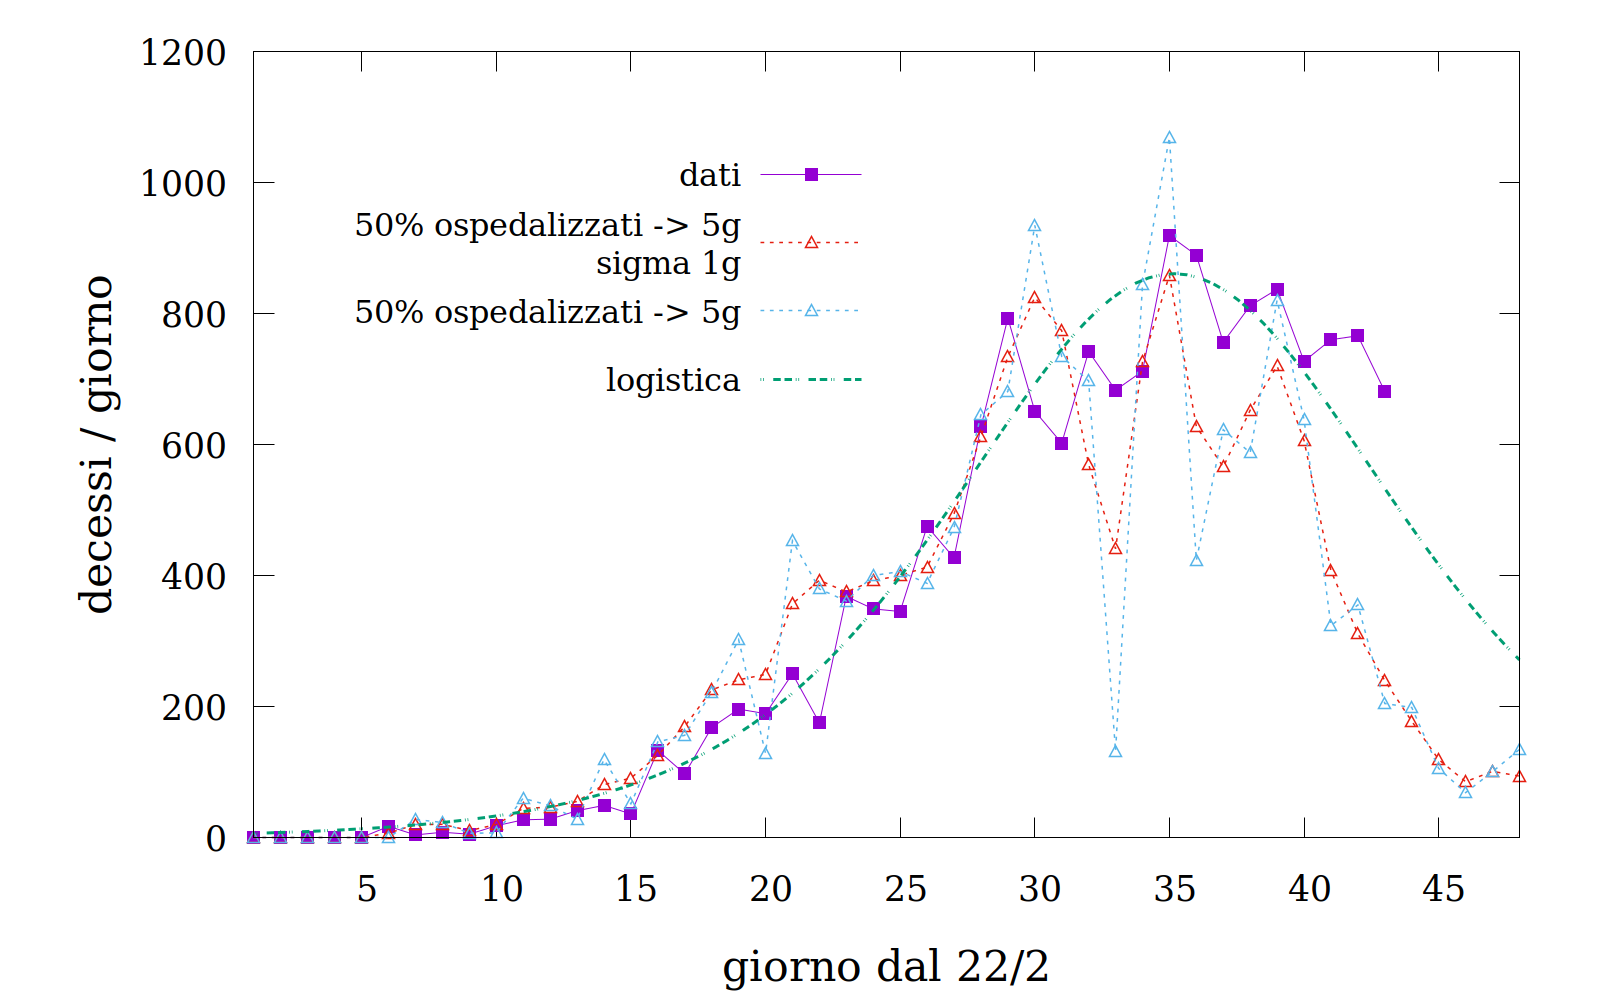 1200
1000
800
600
400
200
0
decessi / giorno
dati
50% ospedalizzati -> 5g
sigma 1g
50% ospedalizzati -> 5g
logistica
5 10 15 20 25 30 35 40 45
giorno dal 22/2